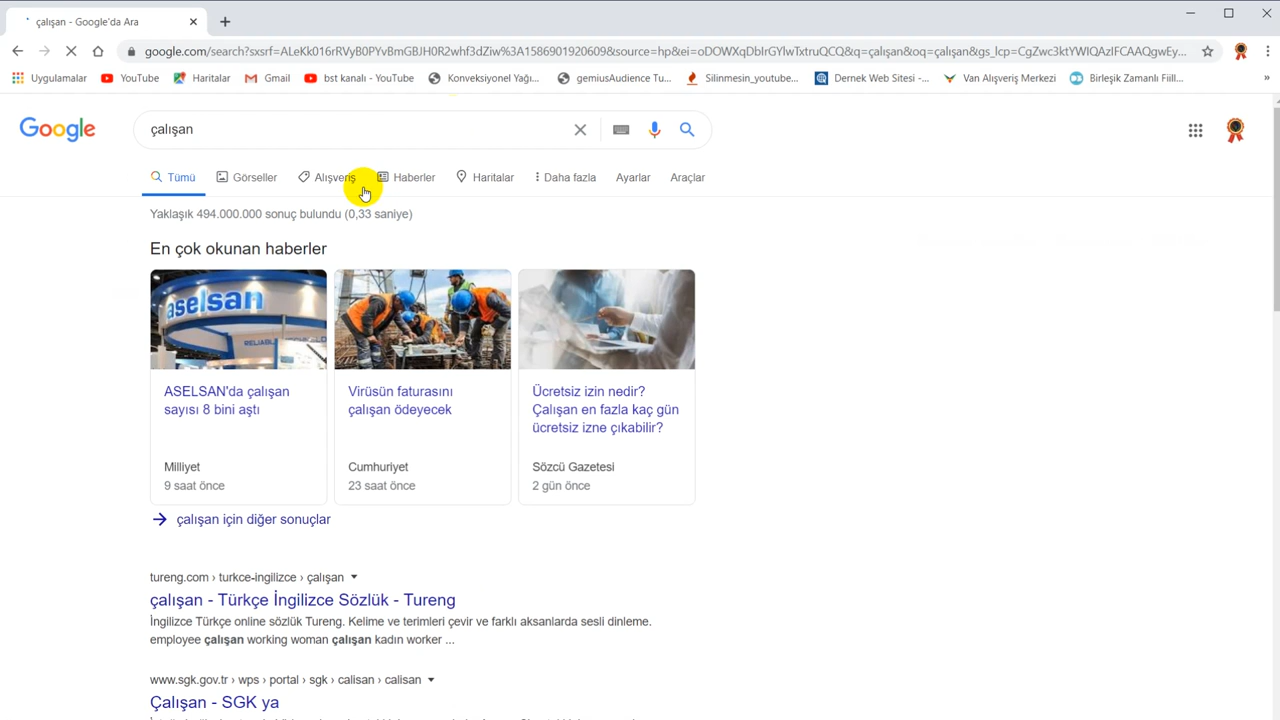 çalışan - Google'da Ara
google.com/search?sxsrf=ALeKk016rRVyB0PYvBmGBJH0R2whf3dZiw%3A1586901920609&source=hp&ei=oDOWXqDbIrGYlwTxtruQCQ&q=çalışan&oq=çalışan&gs_lcp=CgZwc3ktYWIQAzIFCAAQgwEy...
Uygulamalar YouTube Haritalar Gmail bst kanalı - YouTube Konveksiyonel Yağı... gemiusAudience Tu... Silinmesin_youtube... Dernek Web Sitesi -... Van Alışveriş Merkezi Birleşik Zamanlı Fiill... »
Google çalışan
Tümü Görseller Alışveriş Haberler Haritalar Daha fazla Ayarlar Araçlar
Yaklaşık 494.000.000 sonuç bulundu (0,33 saniye)
En çok okunan haberler
aselsan
RELIABLE
ASELSAN'da çalışan
sayısı 8 bini aştı
Milliyet
9 saat önce
Virüsün faturasını
çalışan ödeyecek
Cumhuriyet
23 saat önce
Ücretsiz izin nedir?
Çalışan en fazla kaç gün
ücretsiz izne çıkabilir?
Sözcü Gazetesi
2 gün önce
çalışan için diğer sonuçlar
tureng.com › turkce-ingilizce › çalışan
çalışan - Türkçe İngilizce Sözlük - Tureng
İngilizce Türkçe online sözlük Tureng. Kelime ve terimleri çevir ve farklı aksanlarda sesli dinleme.
employee çalışan working woman çalışan kadın worker ...
www.sgk.gov.tr › wps › portal › sgk › calisan › calisan
Çalışan - SGK ya